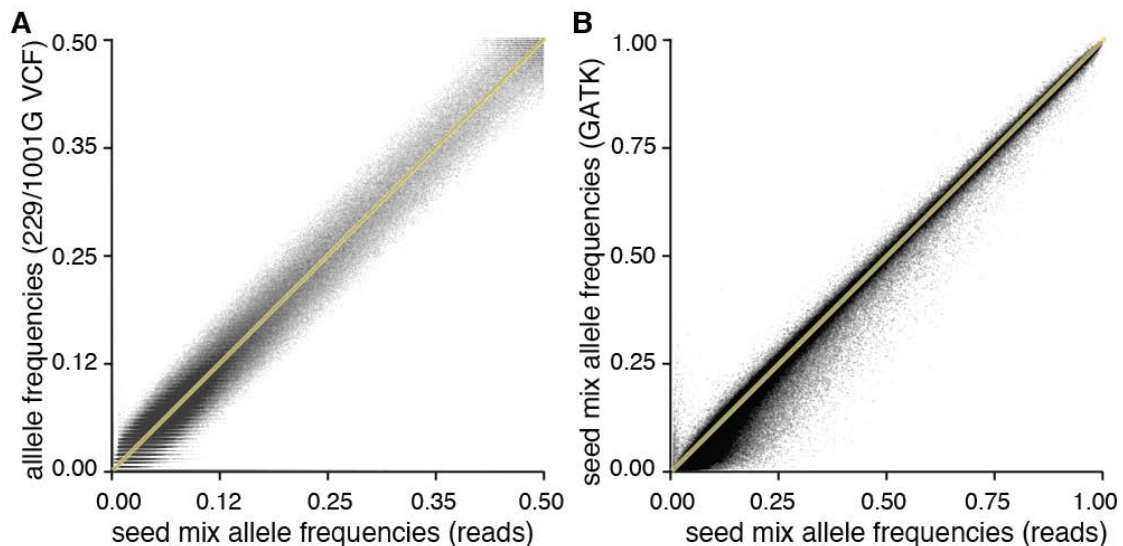 A
allele frequencies (229/1001G VCF)
0.50
0.35
0.25
0.12
0.00
0.00 0.12 0.25 0.35 0.50
seed mix allele frequencies (reads)
B
seed mix allele frequencies (GATK)
1.00
0.75
0.50
0.25
0.00
0.00 0.25 0.50 0.75 1.00
seed mix allele frequencies (reads)